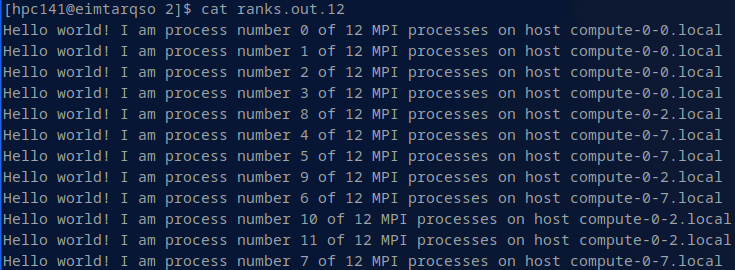 [hpc141@eimtarqso 2]$ cat ranks.out.12
Hello world! I am process number 0 of 12 MPI processes on host compute-0-0.local
Hello world! I am process number 1 of 12 MPI processes on host compute-0-0.local
Hello world! I am process number 2 of 12 MPI processes on host compute-0-0.local
Hello world! I am process number 3 of 12 MPI processes on host compute-0-0.local
Hello world! I am process number 8 of 12 MPI processes on host compute-0-2.local
Hello world! I am process number 4 of 12 MPI processes on host compute-0-7.local
Hello world! I am process number 5 of 12 MPI processes on host compute-0-7.local
Hello world! I am process number 9 of 12 MPI processes on host compute-0-2.local
Hello world! I am process number 6 of 12 MPI processes on host compute-0-7.local
Hello world! I am process number 10 of 12 MPI processes on host compute-0-2.local
Hello world! I am process number 11 of 12 MPI processes on host compute-0-2.local
Hello world! I am process number 7 of 12 MPI processes on host compute-0-7.local